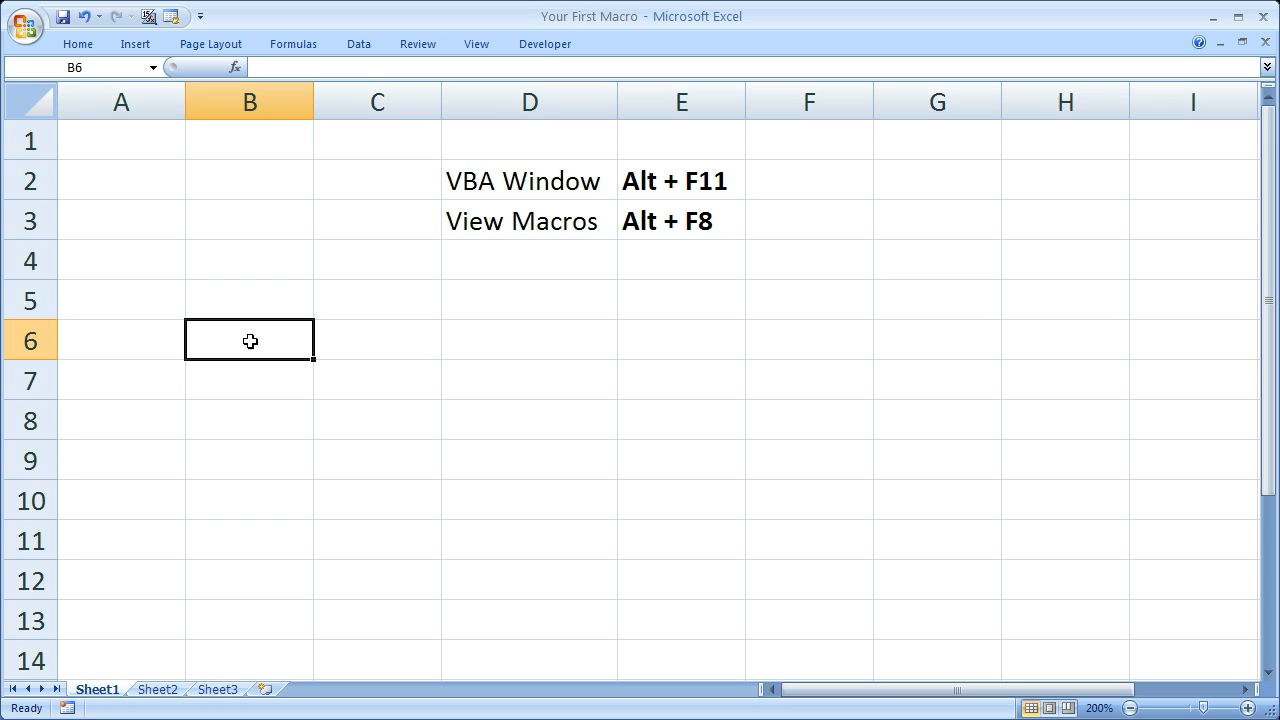 Your First Macro - Microsoft Excel
Home Insert Page Layout Formulas Data Review View Developer
B6 fx
A B C D E F G H I
1
2 VBA Window Alt + F11
3 View Macros Alt + F8
4
5
6
7
8
9
10
11
12
13
14
Sheet1 Sheet2 Sheet3
Ready 200%